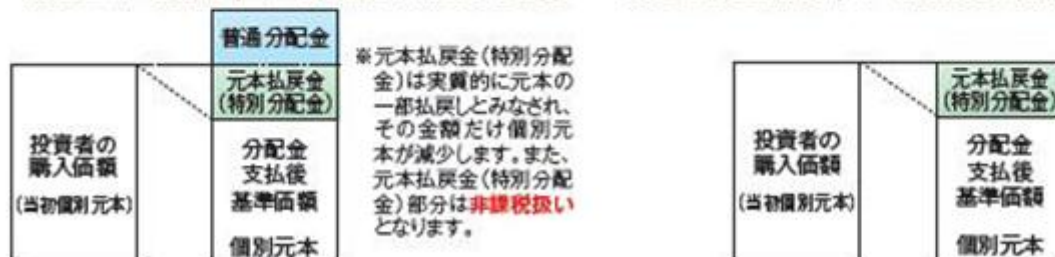 普通分配金
元本払戻金
(特別分配金)
投資者の
購入価額
(当初個別元本)
分配金
支払後
基準価額
個別元本
※元本払戻金(特別分配
金)は実質的に元本の
一部払戻しとみなされ、
その金額だけ個別元
本が減少します。また、
元本払戻金(特別分配
金)部分は非課税扱い
となります。
投資者の
購入価額
(当初個別元本)
元本払戻金
(特別分配金)
分配金
支払後
基準価額
個別元本